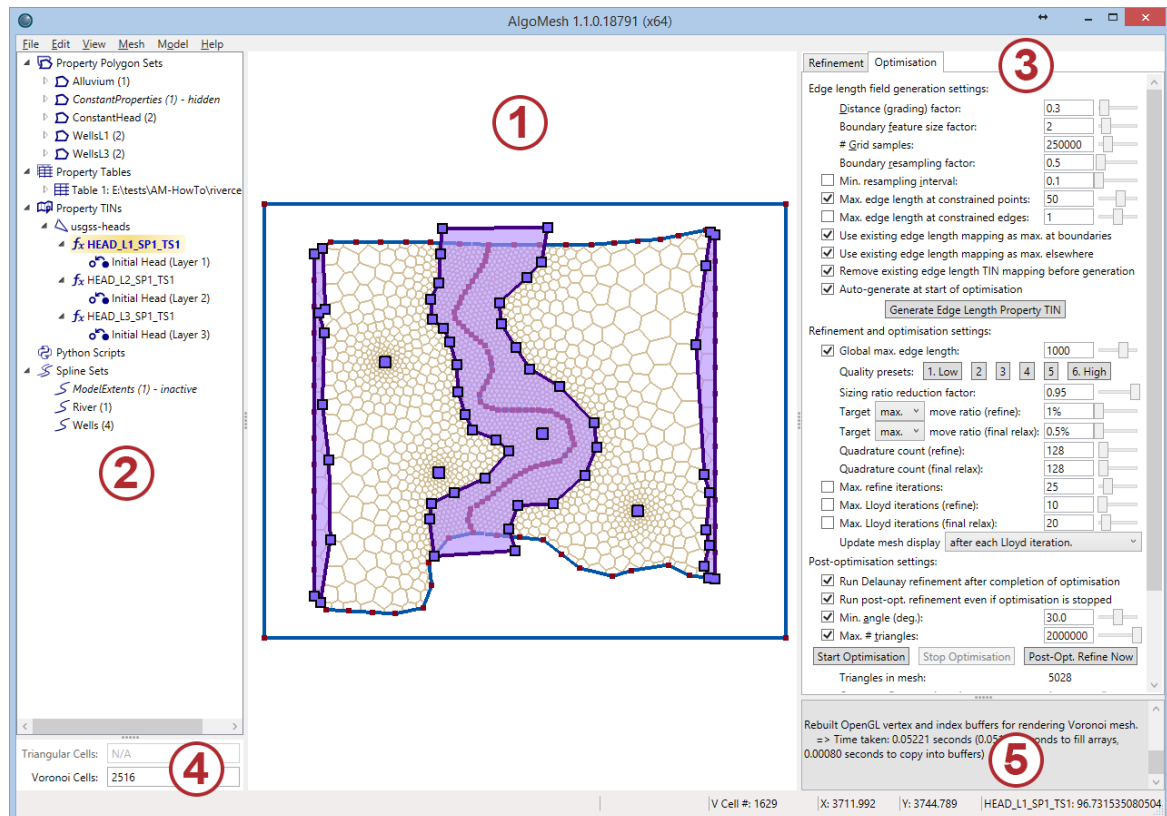 AlgoMesh 1.1.0.18791 (x64)
File Edit View Mesh Model Help
Property Polygon Sets
Alluvium (1)
ConstantProperties (1) - hidden
ConstantHead (2)
WellsL1 (2)
WellsL3 (2)
Property Tables
Table 1: E:\tests\AM-HowTo\riverce
Property TINs
usgss-heads
fx HEAD_L1_SP1_TS1
Initial Head (Layer 1)
fx HEAD_L2_SP1_TS1
Initial Head (Layer 2)
fx HEAD_L3_SP1_TS1
Initial Head (Layer 3)
Python Scripts
Spline Sets
ModelExtents (1) - inactive
River (1)
Wells (4)
2
Triangular Cells: N/A
Voronoi Cells: 2516
4
1
3
Refinement Optimisation
Edge length field generation settings:
Distance (grading) factor: 0.3
Boundary feature size factor: 2
# Grid samples: 250000
Boundary resampling factor: 0.5
Min. resampling interval: 0.1
Max. edge length at constrained points: 50
Max. edge length at constrained edges: 1
Use existing edge length mapping as max. at boundaries
Use existing edge length mapping as max. elsewhere
Remove existing edge length TIN mapping before generation
Auto-generate at start of optimisation
Generate Edge Length Property TIN
Refinement and optimisation settings:
Global max. edge length: 1000
Quality presets: 1. Low 2 3 4 5 6. High
Sizing ratio reduction factor: 0.95
Target max. move ratio (refine): 1%
Target max. move ratio (final relax): 0.5%
Quadrature count (refine): 128
Quadrature count (final relax): 128
Max. refine iterations: 25
Max. Lloyd iterations (refine): 10
Max. Lloyd iterations (final relax): 20
Update mesh display after each Lloyd iteration.
Post-optimisation settings:
Run Delaunay refinement after completion of optimisation
Run post-opt. refinement even if optimisation is stopped
Min. angle (deg.): 30.0
Max. # triangles: 2000000
Start Optimisation Stop Optimisation Post-Opt. Refine Now
Triangles in mesh: 5028
Rebuilt OpenGL vertex and index buffers for rendering Voronoi mesh.
=> Time taken: 0.05221 seconds (0.05 onds to fill arrays,
0.00080 seconds to copy into buffers)
5
V Cell #: 1629 X: 3711.992 Y: 3744.789 HEAD_L1_SP1_TS1: 96.731535080504